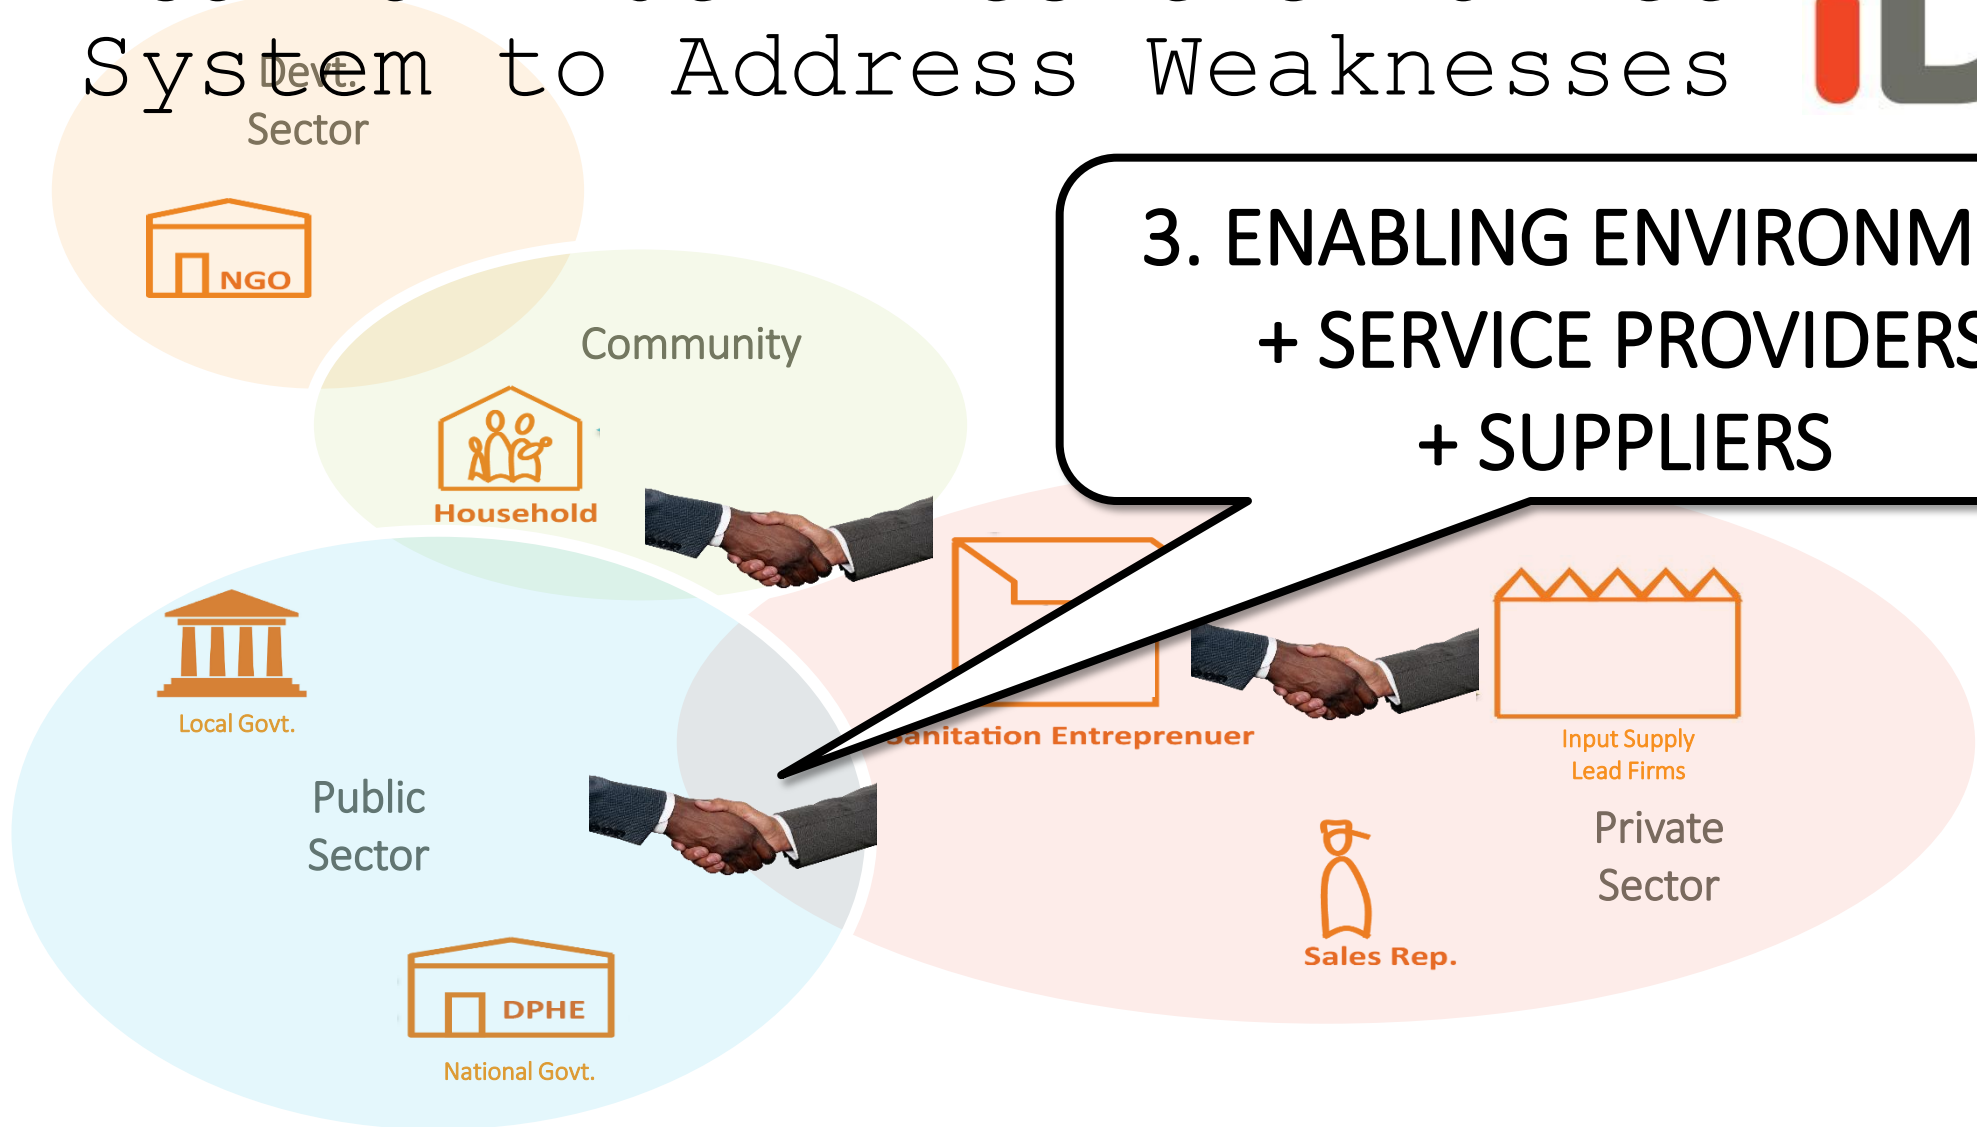 System to Address Weaknesses
Devt.
Sector
NGO
3. ENABLING ENVIRONM
+ SERVICE PROVIDERS
+ SUPPLIERS
Community
Household
Local Govt.
Sanitation Entreprenuer
Input Supply
Lead Firms
Public
Sector
Private
Sector
Sales Rep.
DPHE
National Govt.